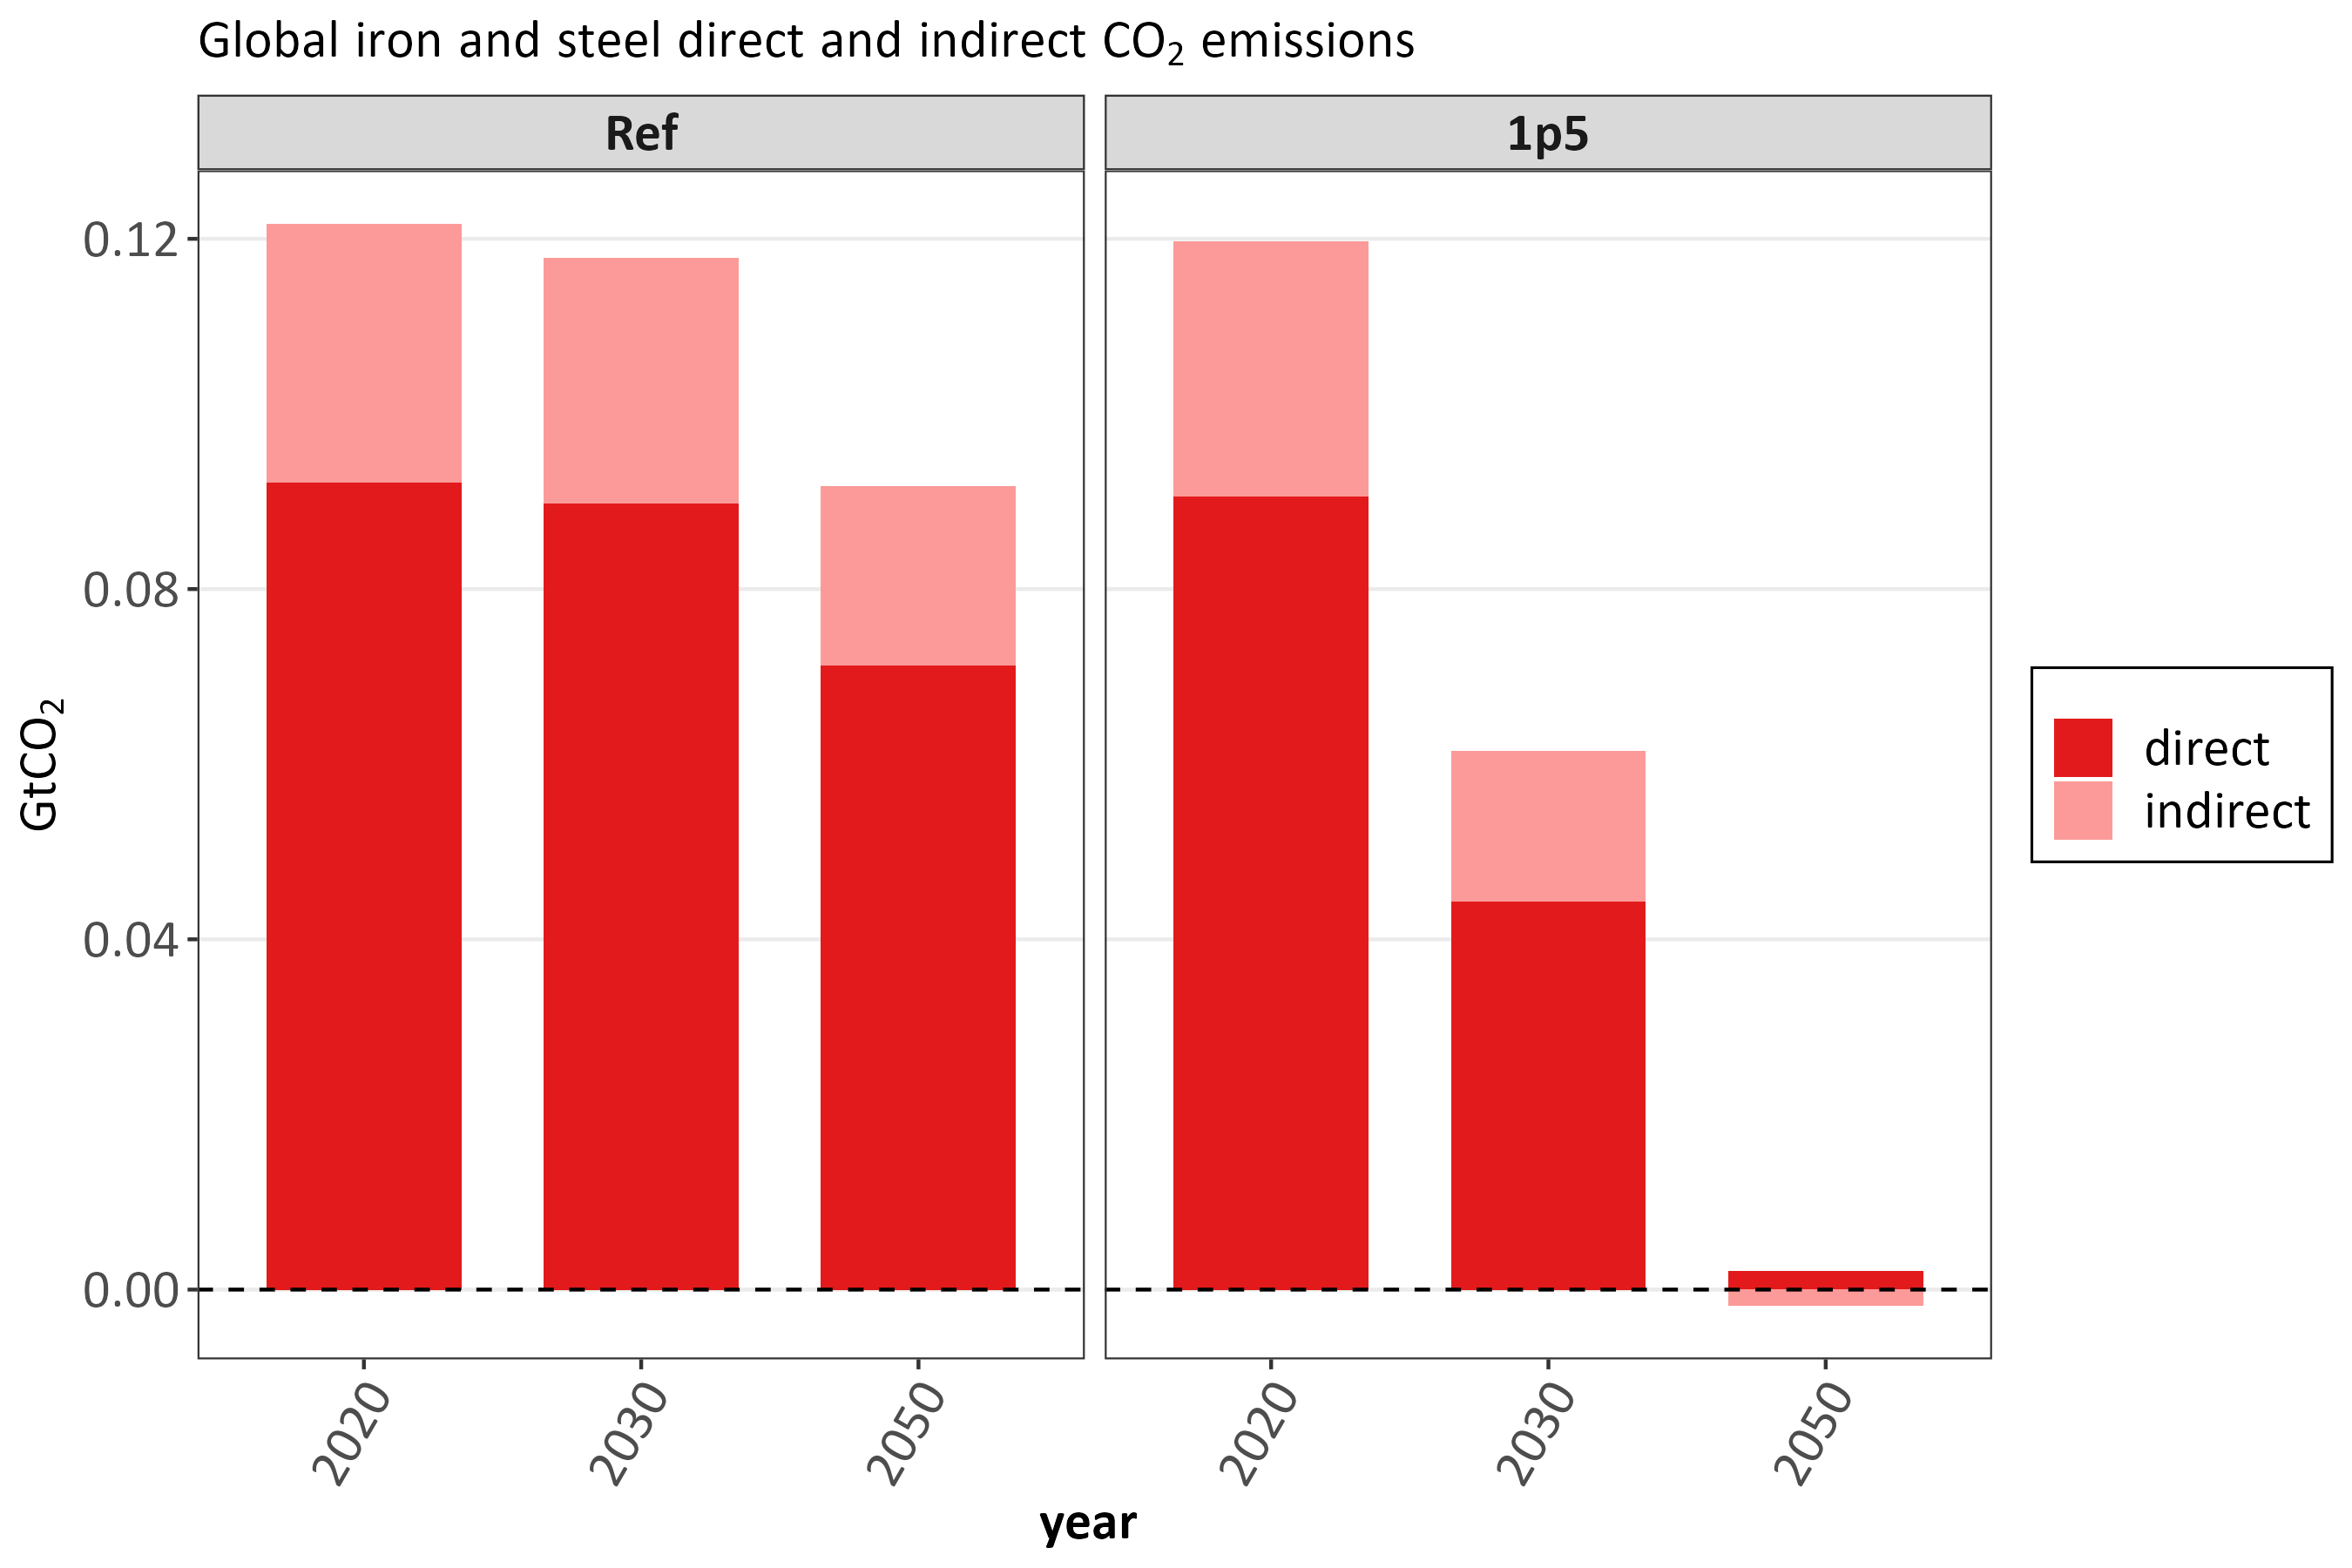 Global iron and steel direct and indirect CO₂ emissions
Ref
1p5
0.12
0.08
0.04
0.00
GtCO₂
2020
2030
2050
2020
2030
2050
year
direct
indirect